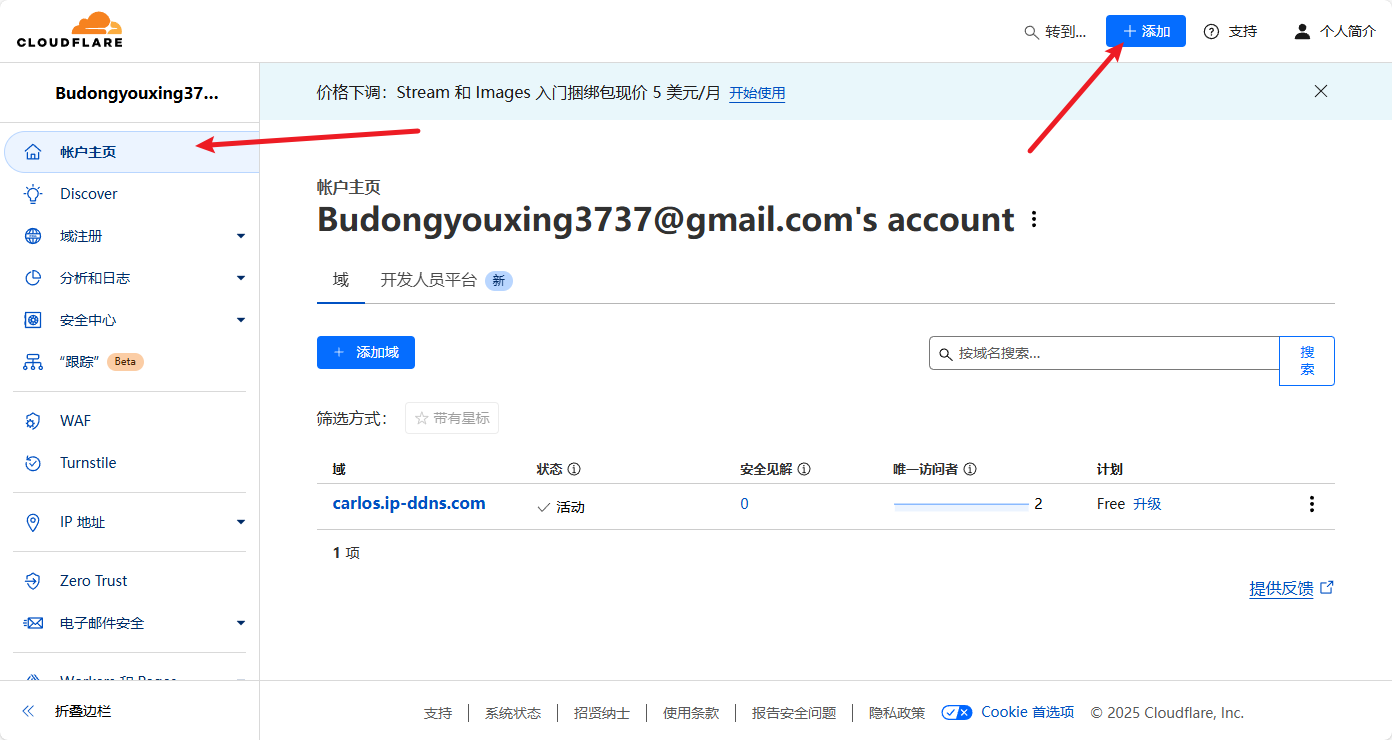 CLOUDFLARE
转到...
＋ 添加
支持
个人简介
Budongyouxing37...
价格下调：Stream 和 Images 入门捆绑包现价 5 美元/月 开始使用
帐户主页
Discover
域注册
分析和日志
安全中心
“跟踪” Beta
WAF
Turnstile
IP 地址
Zero Trust
电子邮件安全
Workers 和 Pages
折叠边栏
帐户主页
Budongyouxing3737@gmail.com's account
域 开发人员平台 新
＋ 添加域
按域名搜索...
搜
索
筛选方式： 带有星标
域 状态 安全见解 唯一访问者 计划
carlos.ip-ddns.com 活动 0 2 Free 升级
1 项
提供反馈
支持 系统状态 招贤纳士 使用条款 报告安全问题 隐私政策 Cookie 首选项 © 2025 Cloudflare, Inc.